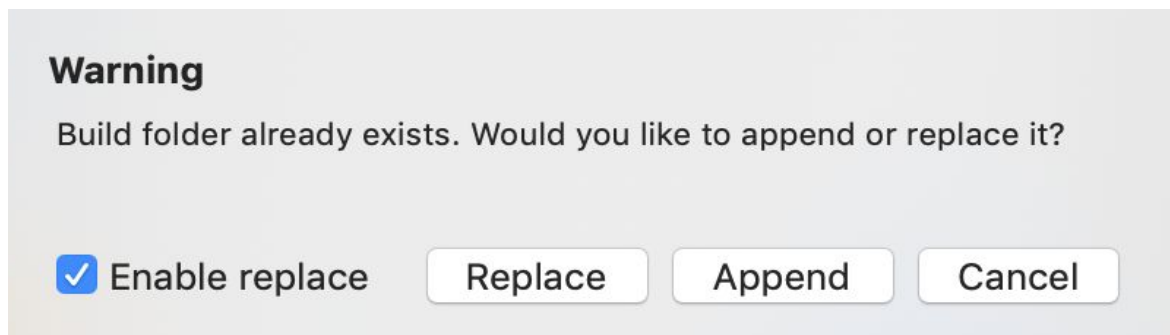 Warning
Build folder already exists. Would you like to append or replace it?
Enable replace Replace Append Cancel